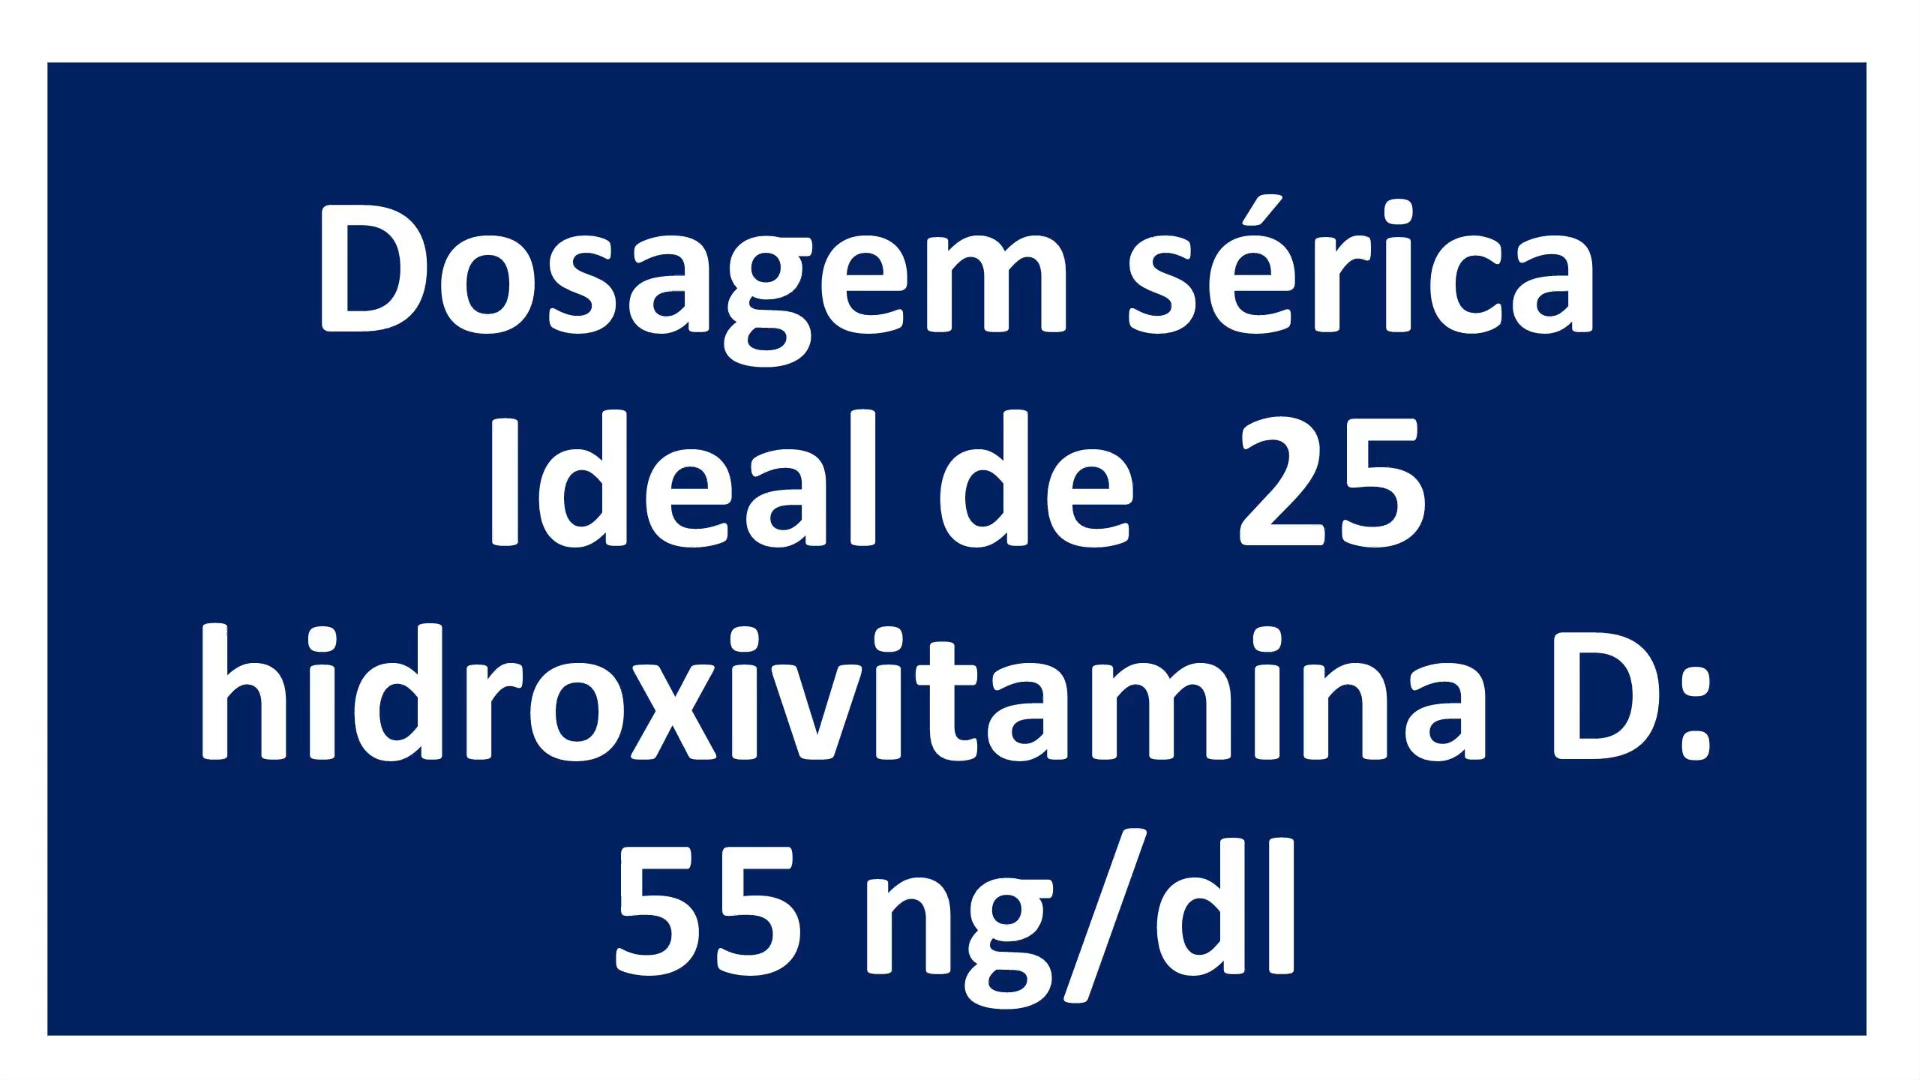 Dosagem sérica
Ideal de  25
hidroxivitamina D:
55 ng/dl